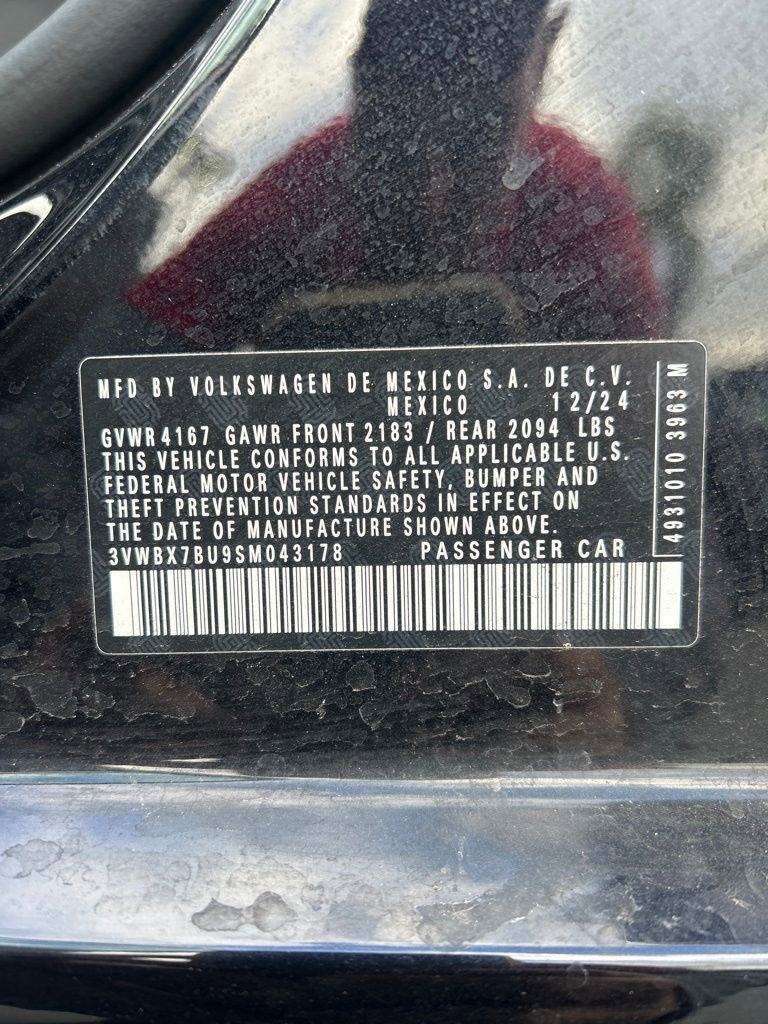 MFD BY VOLKSWAGEN DE MEXICO S.A. DE C.V.
MEXICO 12/24
GVWR 4167 GAWR FRONT 2183 / REAR 2094 LBS
THIS VEHICLE CONFORMS TO ALL APPLICABLE U.S.
FEDERAL MOTOR VEHICLE SAFETY, BUMPER AND
THEFT PREVENTION STANDARDS IN EFFECT ON
THE DATE OF MANUFACTURE SHOWN ABOVE.
3VWBX7BU9SM043178 PASSENGER CAR
4931010 3963 M